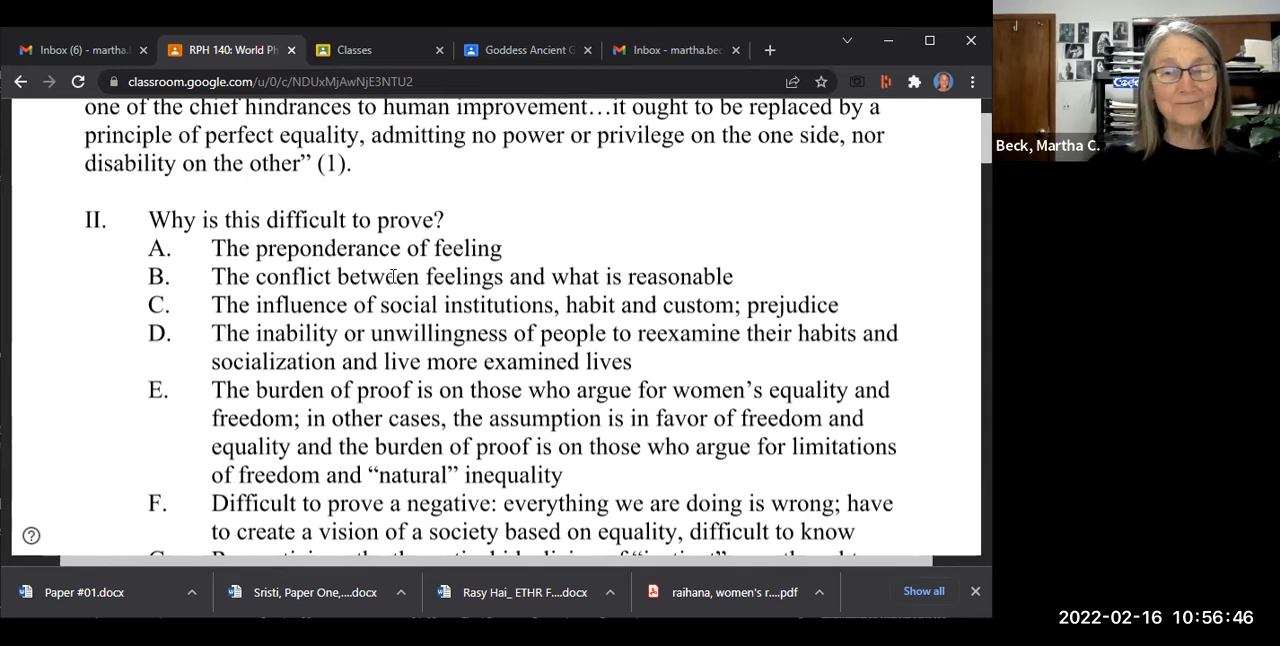 Inbox (6) - martha.
RPH 140: World Ph
Classes
Goddess Ancient G
Inbox - martha.bec
classroom.google.com/u/0/c/NDUxMjAwNjE3NTU2
one of the chief hindrances to human improvement…it ought to be replaced by a
principle of perfect equality, admitting no power or privilege on the one side, nor
disability on the other” (1).
II. Why is this difficult to prove?
A. The preponderance of feeling
B. The conflict between feelings and what is reasonable
C. The influence of social institutions, habit and custom; prejudice
D. The inability or unwillingness of people to reexamine their habits and
socialization and live more examined lives
E. The burden of proof is on those who argue for women’s equality and
freedom; in other cases, the assumption is in favor of freedom and
equality and the burden of proof is on those who argue for limitations
of freedom and “natural” inequality
F. Difficult to prove a negative: everything we are doing is wrong; have
to create a vision of a society based on equality, difficult to know
Paper #01.docx
Sristi, Paper One,....docx
Rasy Hai_ ETHR F....docx
raihana, women's r....pdf
Show all
Beck, Martha C.
2022-02-16 10:56:46